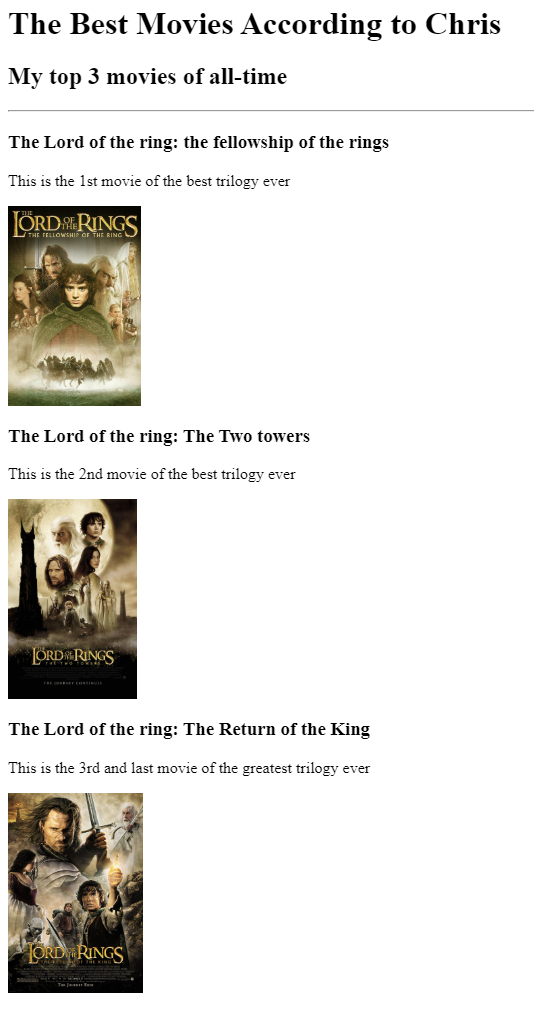 The Best Movies According to Chris
My top 3 movies of all-time
The Lord of the ring: the fellowship of the rings
This is the 1st movie of the best trilogy ever
THE
LORD OF THE RINGS
THE FELLOWSHIP OF THE RING
The Lord of the ring: The Two towers
This is the 2nd movie of the best trilogy ever
THE
LORD OF THE RINGS
THE TWO TOWERS
THE JOURNEY CONTINUES
The Lord of the ring: The Return of the King
This is the 3rd and last movie of the greatest trilogy ever
THE
LORD OF THE RINGS
THE RETURN OF THE KING
THE JOURNEY ENDS